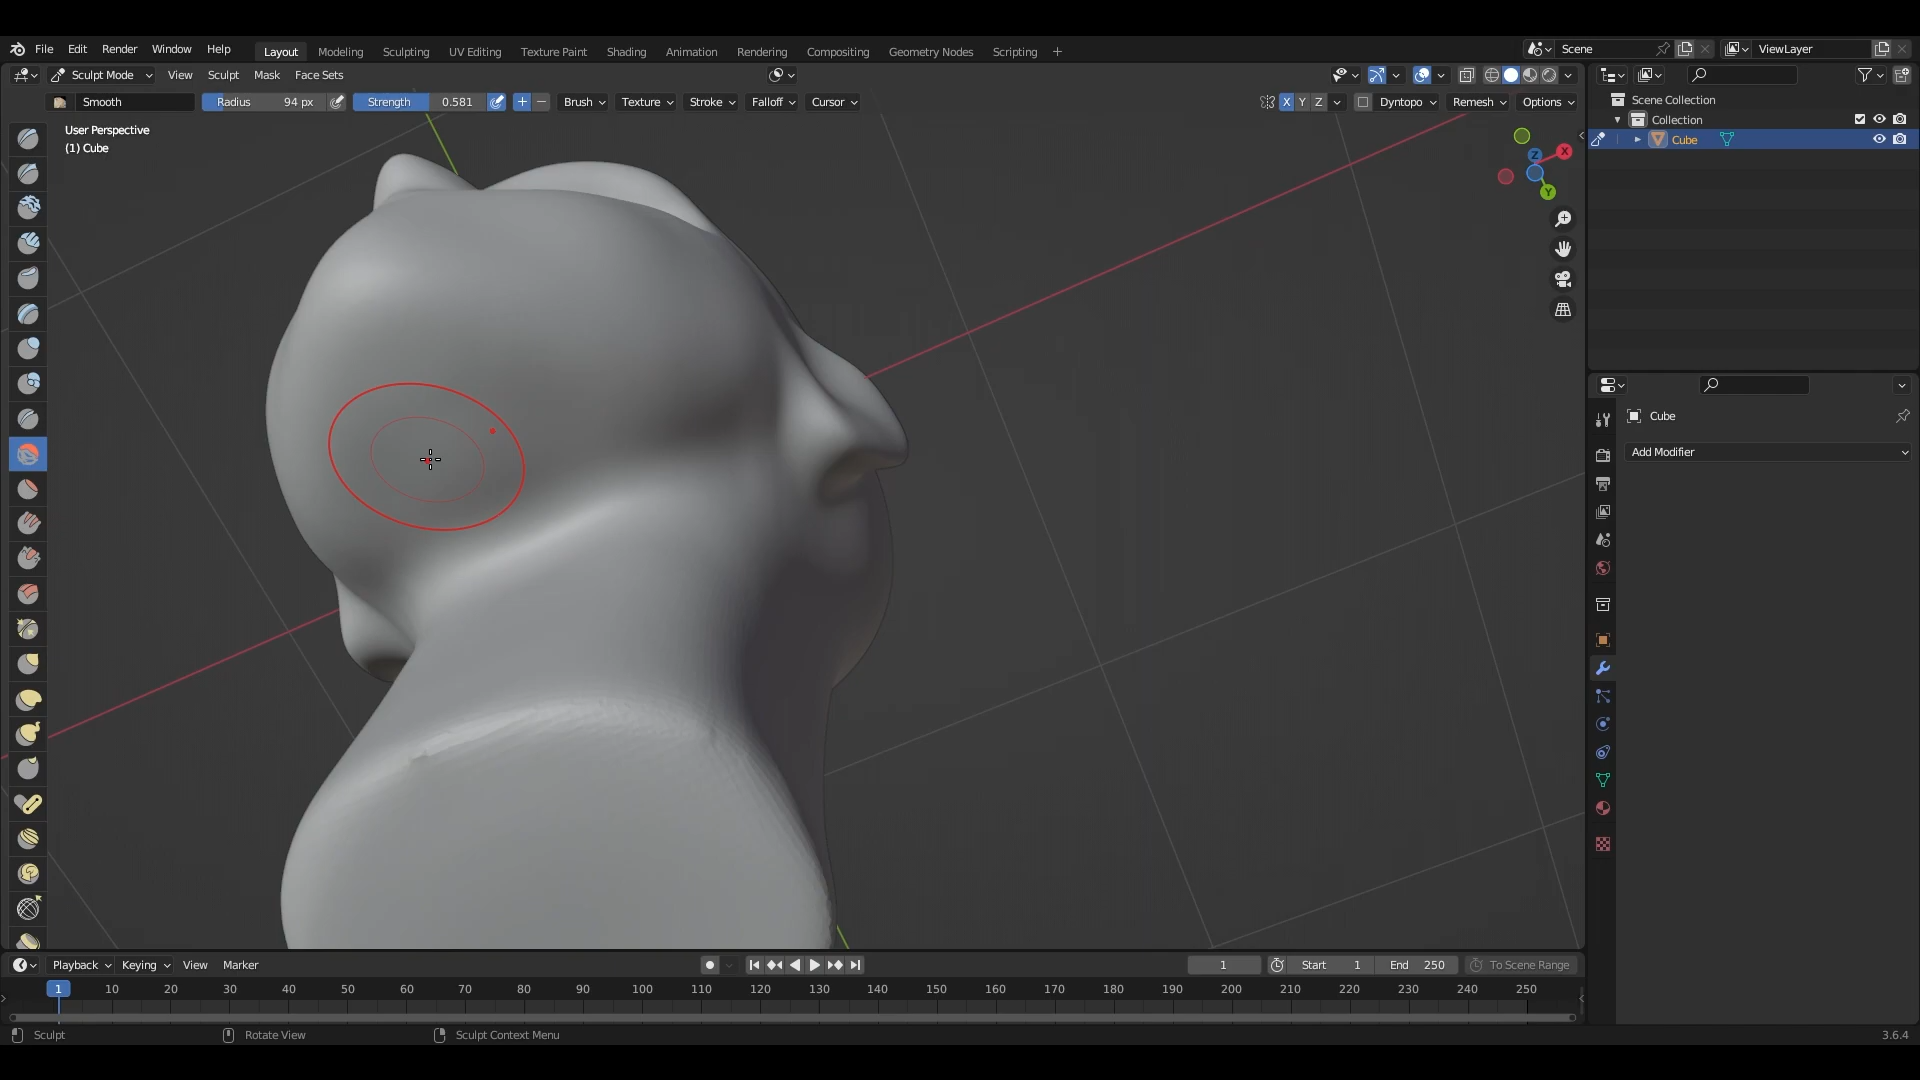 File Edit Render Window Help Layout Modeling Sculpting UV Editing Texture Paint Shading Animation Rendering Compositing Geometry Nodes Scripting + Scene ViewLayer
Sculpt Mode View Sculpt Mask Face Sets
Smooth Radius 94 px Strength 0.581 + − Brush Texture Stroke Falloff Cursor X Y Z Dyntopo Remesh Options
User Perspective
(1) Cube
X
Z
Y
Scene Collection
Collection
Cube
Cube
Add Modifier
Playback Keying View Marker 1 Start 1 End 250 To Scene Range
1 10 20 30 40 50 60 70 80 90 100 110 120 130 140 150 160 170 180 190 200 210 220 230 240 250
Sculpt Rotate View Sculpt Context Menu 3.6.4